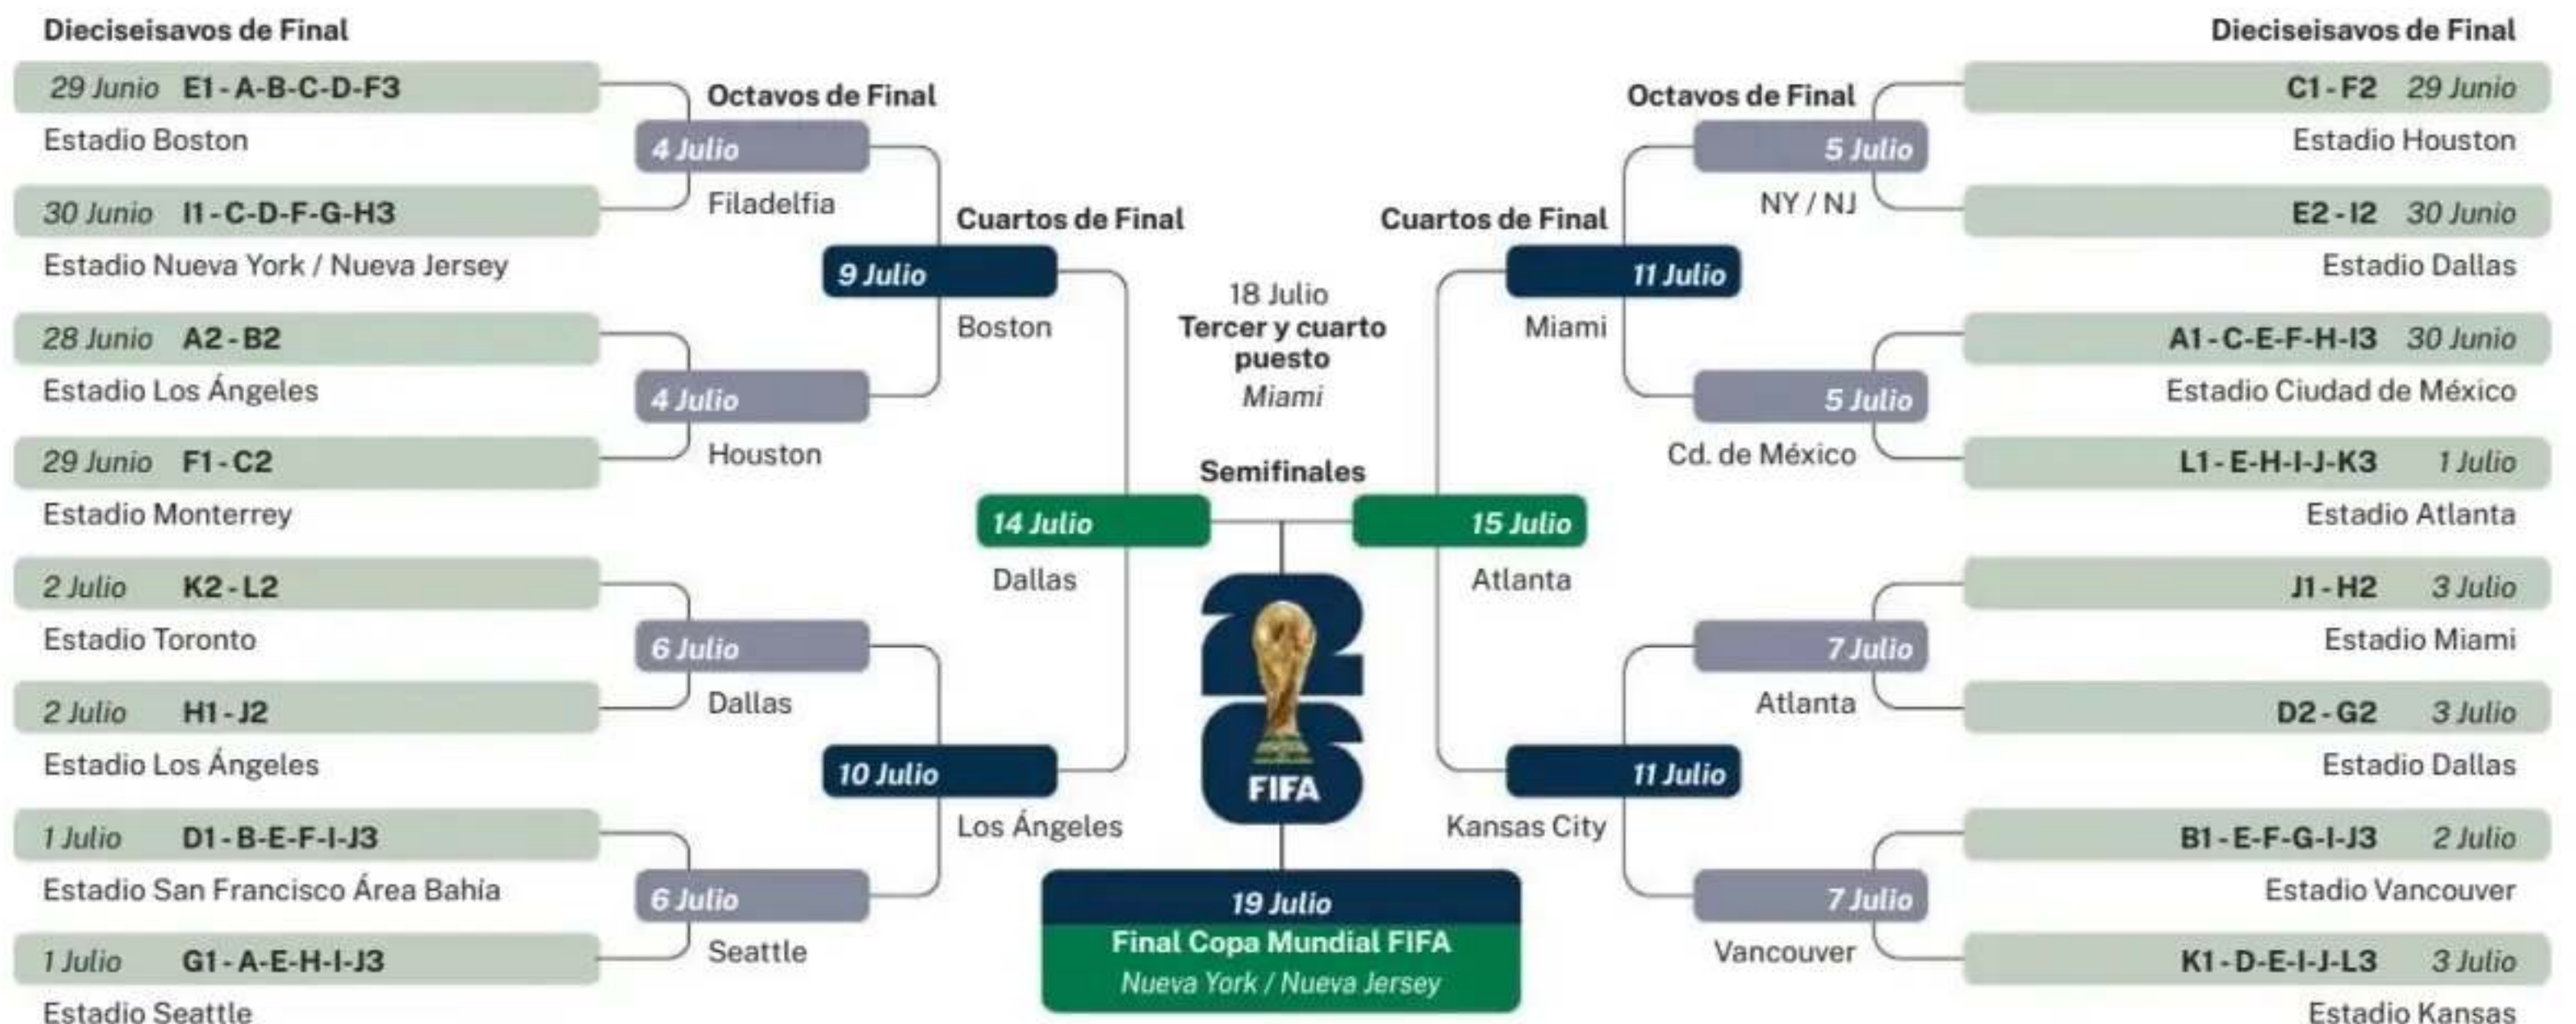 Dieciseisavos de Final
29 Junio E1 - A-B-C-D-F3
Estadio Boston
30 Junio I1 - C-D-F-G-H3
Estadio Nueva York / Nueva Jersey
28 Junio A2 - B2
Estadio Los Ángeles
29 Junio F1 - C2
Estadio Monterrey
2 Julio K2 - L2
Estadio Toronto
2 Julio H1 - J2
Estadio Los Ángeles
1 Julio D1 - B-E-F-I-J3
Estadio San Francisco Área Bahía
1 Julio G1 - A-E-H-I-J3
Estadio Seattle
Octavos de Final
4 Julio
Filadelfia
4 Julio
Houston
6 Julio
Dallas
6 Julio
Seattle
Cuartos de Final
9 Julio
Boston
10 Julio
Los Ángeles
18 Julio
Tercer y cuarto
puesto
Miami
Semifinales
14 Julio
Dallas
15 Julio
Atlanta
26
FIFA
19 Julio
Final Copa Mundial FIFA
Nueva York / Nueva Jersey
Cuartos de Final
11 Julio
Miami
11 Julio
Kansas City
Octavos de Final
5 Julio
NY / NJ
5 Julio
Cd. de México
7 Julio
Atlanta
7 Julio
Vancouver
Dieciseisavos de Final
C1 - F2 29 Junio
Estadio Houston
E2 - I2 30 Junio
Estadio Dallas
A1 - C-E-F-H-I3 30 Junio
Estadio Ciudad de México
L1 - E-H-I-J-K3 1 Julio
Estadio Atlanta
J1 - H2 3 Julio
Estadio Miami
D2 - G2 3 Julio
Estadio Dallas
B1 - E-F-G-I-J3 2 Julio
Estadio Vancouver
K1 - D-E-I-J-L3 3 Julio
Estadio Kansas